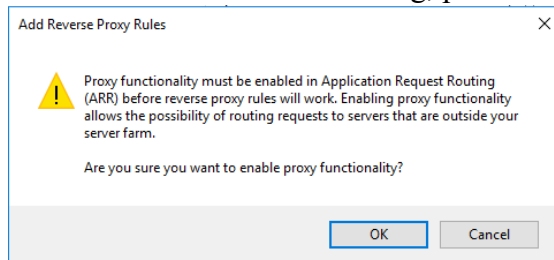 Add Reverse Proxy Rules
Proxy functionality must be enabled in Application Request Routing
(ARR) before reverse proxy rules will work. Enabling proxy functionality
allows the possibility of routing requests to servers that are outside your
server farm.
Are you sure you want to enable proxy functionality?
OK
Cancel